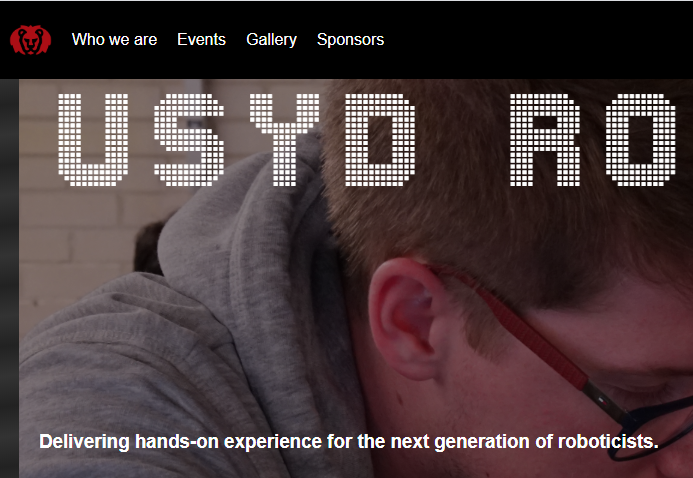 Who we are Events Gallery Sponsors
USYD RO
Delivering hands-on experience for the next generation of roboticists.